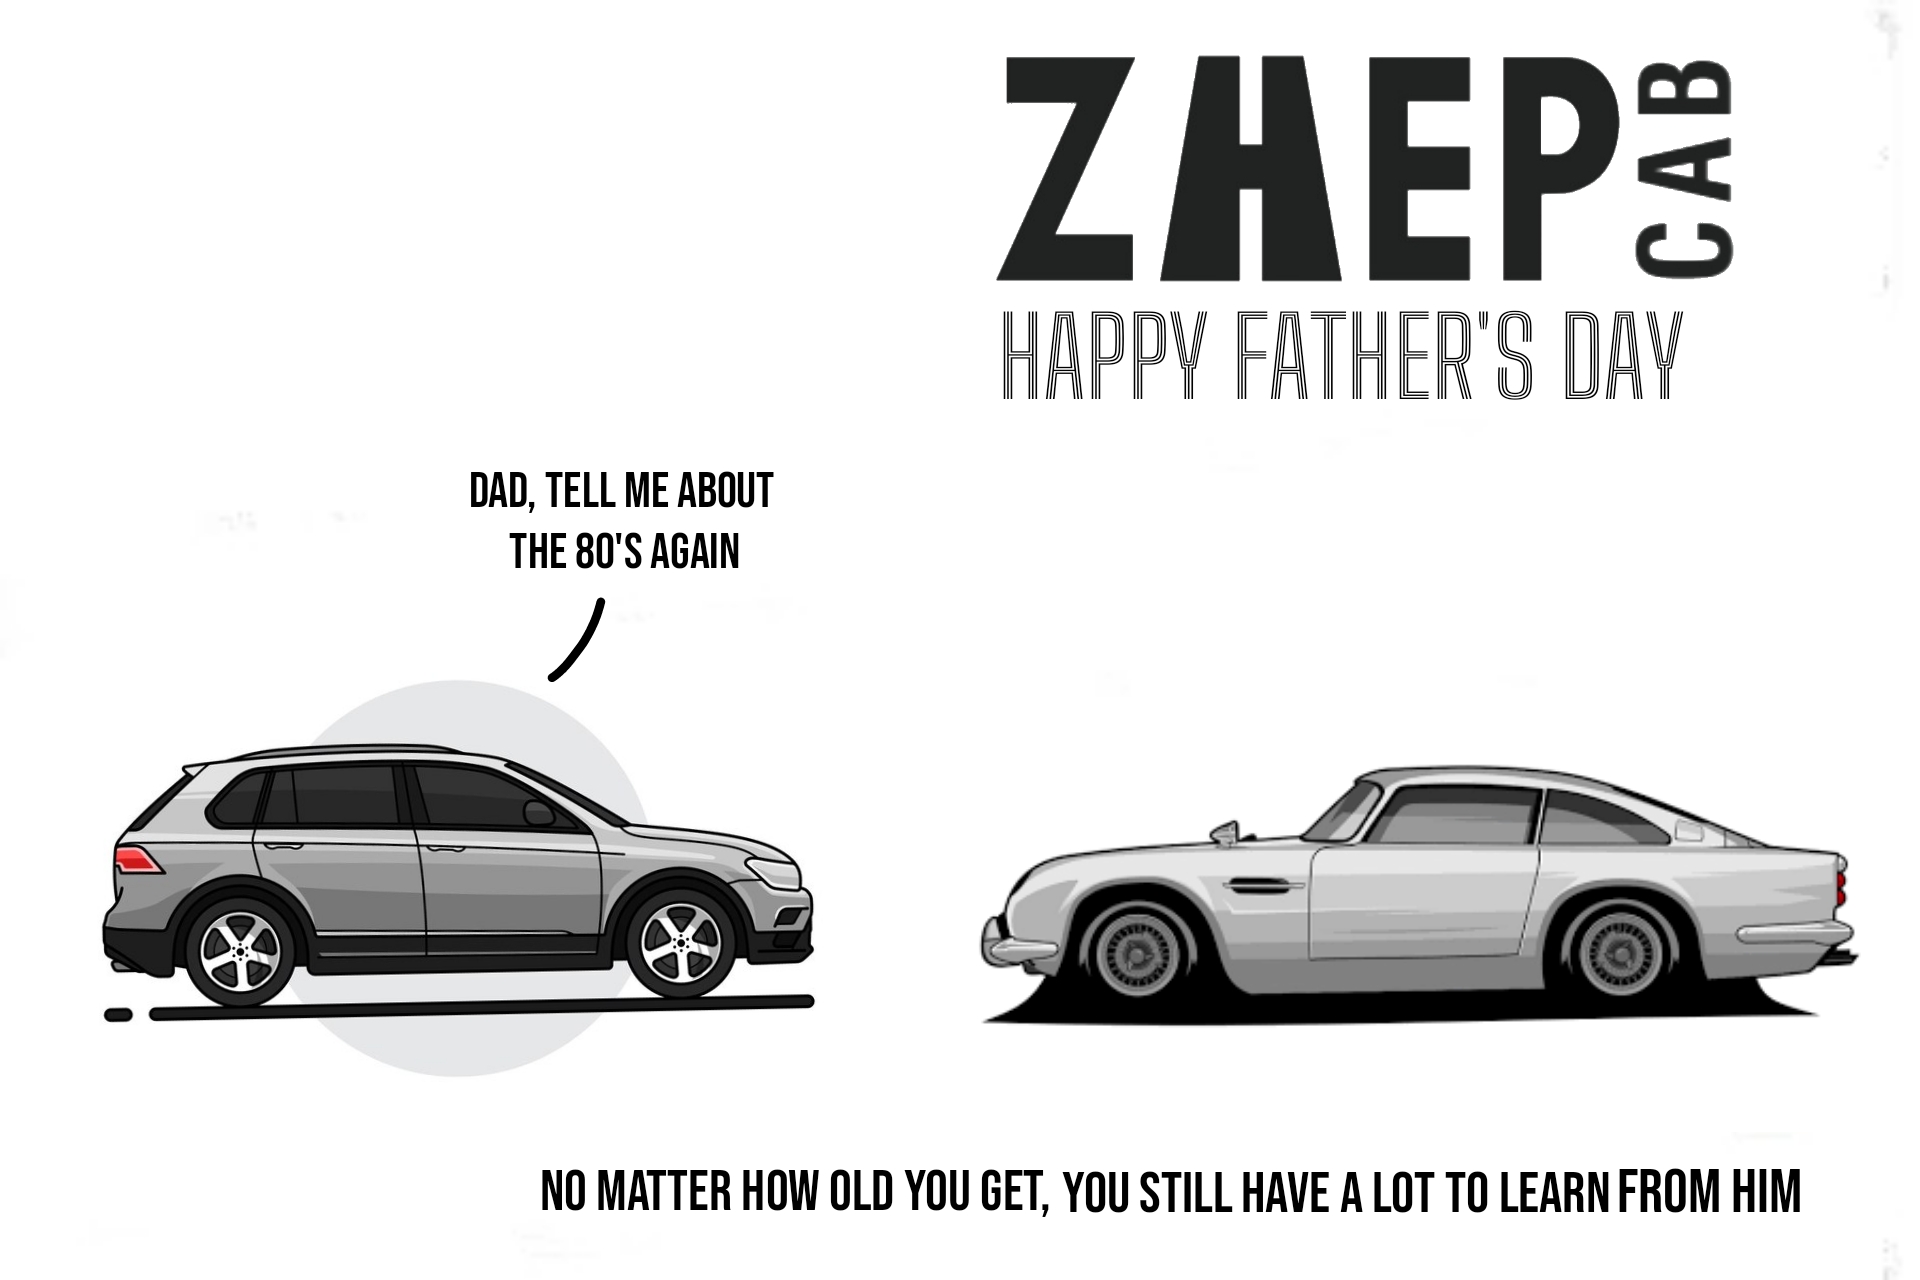 ZHEP CAB
HAPPY FATHER'S DAY
DAD, TELL ME ABOUT
THE 80'S AGAIN
NO MATTER HOW OLD YOU GET, YOU STILL HAVE A LOT TO LEARN FROM HIM